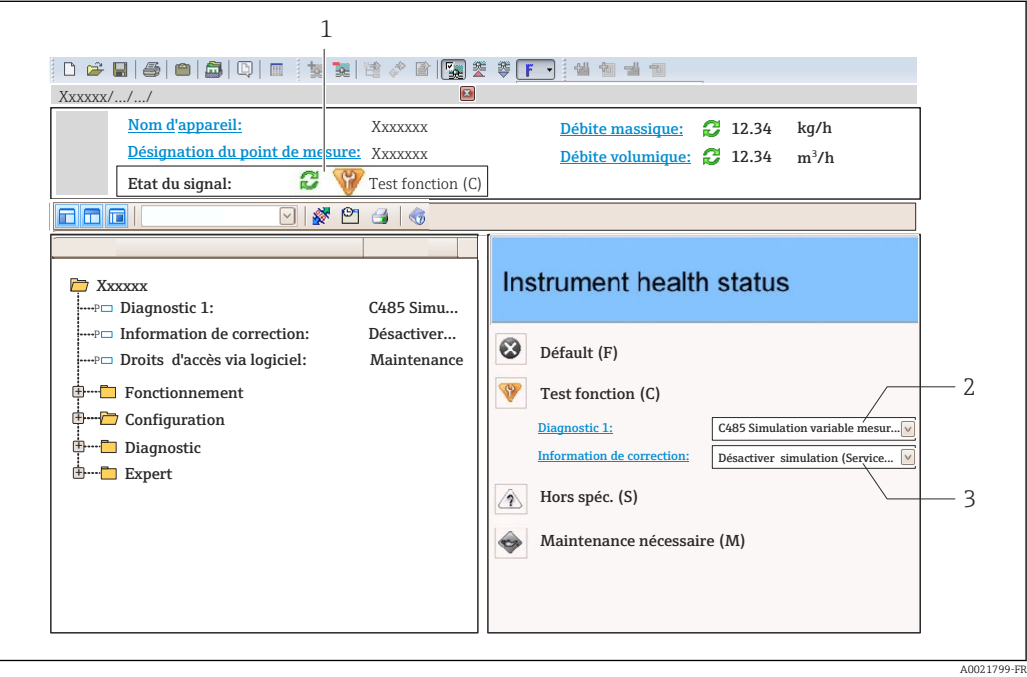 1
F
Xxxxxx/.../.../
Nom d'appareil: Xxxxxxx Débite massique: 12.34 kg/h
Désignation du point de mesure: Xxxxxxx Débite volumique: 12.34 m³/h
Etat du signal: Test fonction (C)
Instrument health status
Xxxxxx
P Diagnostic 1: C485 Simu...
P Information de correction: Désactiver...
P Droits d'accès via logiciel: Maintenance
Fonctionnement
Configuration
Diagnostic
Expert
Défault (F)
Test fonction (C)
2
Diagnostic 1: C485 Simulation variable mesur...
Information de correction: Désactiver simulation (Service...
Hors spéc. (S)
3
Maintenance nécessaire (M)
A0021799-FR